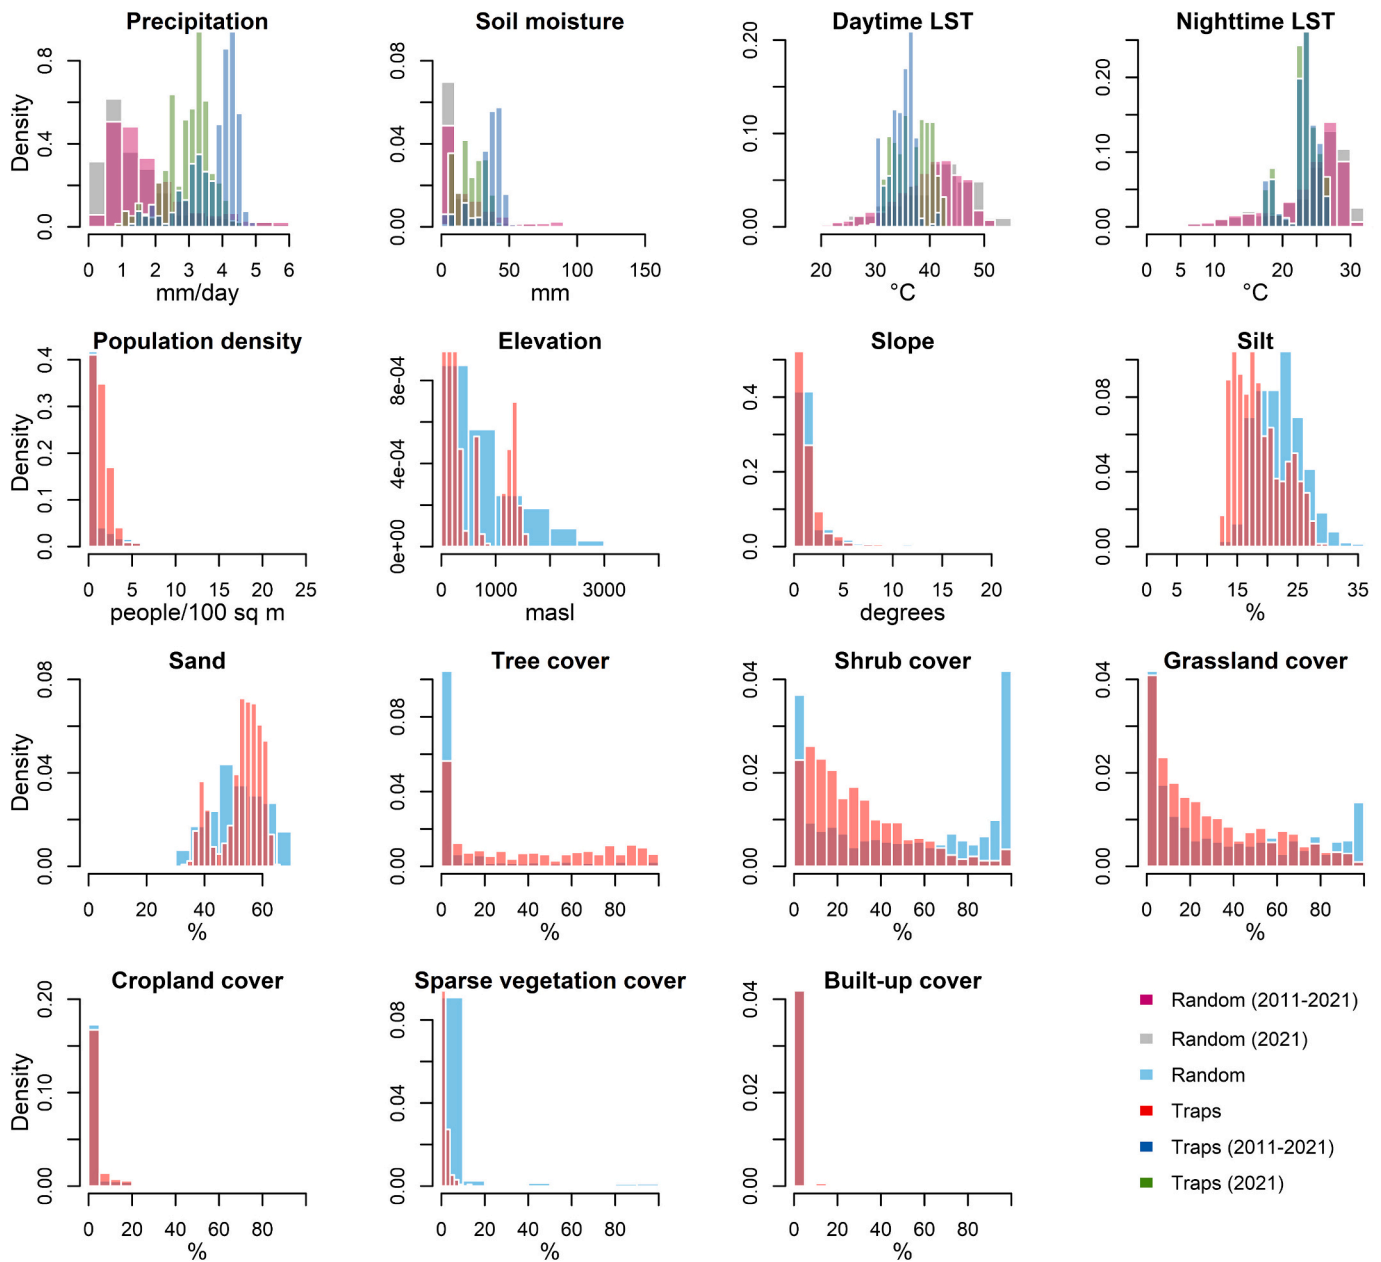 Precipitation Soil moisture Daytime LST Nighttime LST
Density
0.0 0.4 0.8
0.00 0.04 0.08
0.00 0.10 0.20
0.00 0.10 0.20
0 1 2 3 4 5 6
0 50 100 150
20 30 40 50
0 5 10 20 30
mm/day mm °C °C
Population density Elevation Slope Silt
Density
0.0 0.1 0.2 0.3 0.4
0e+00 4e-04 8e-04
0.0 0.2 0.4
0.00 0.04 0.08
0 5 10 15 20 25
0 1000 3000
0 5 10 15 20
0 5 15 25 35
people/100 sq m masl degrees %
Sand Tree cover Shrub cover Grassland cover
Density
0.00 0.04 0.08
0.00 0.04 0.08
0.00 0.02 0.04
0.00 0.02 0.04
0 20 40 60
0 20 40 60 80
0 20 40 60 80
0 20 40 60 80
% % % %
Cropland cover Sparse vegetation cover Built-up cover
Density
0.00 0.10 0.20
0.00 0.04 0.08
0.00 0.02 0.04
0 20 40 60 80
0 20 40 60 80
0 20 40 60 80
% % %
Random (2011-2021)
Random (2021)
Random
Traps
Traps (2011-2021)
Traps (2021)